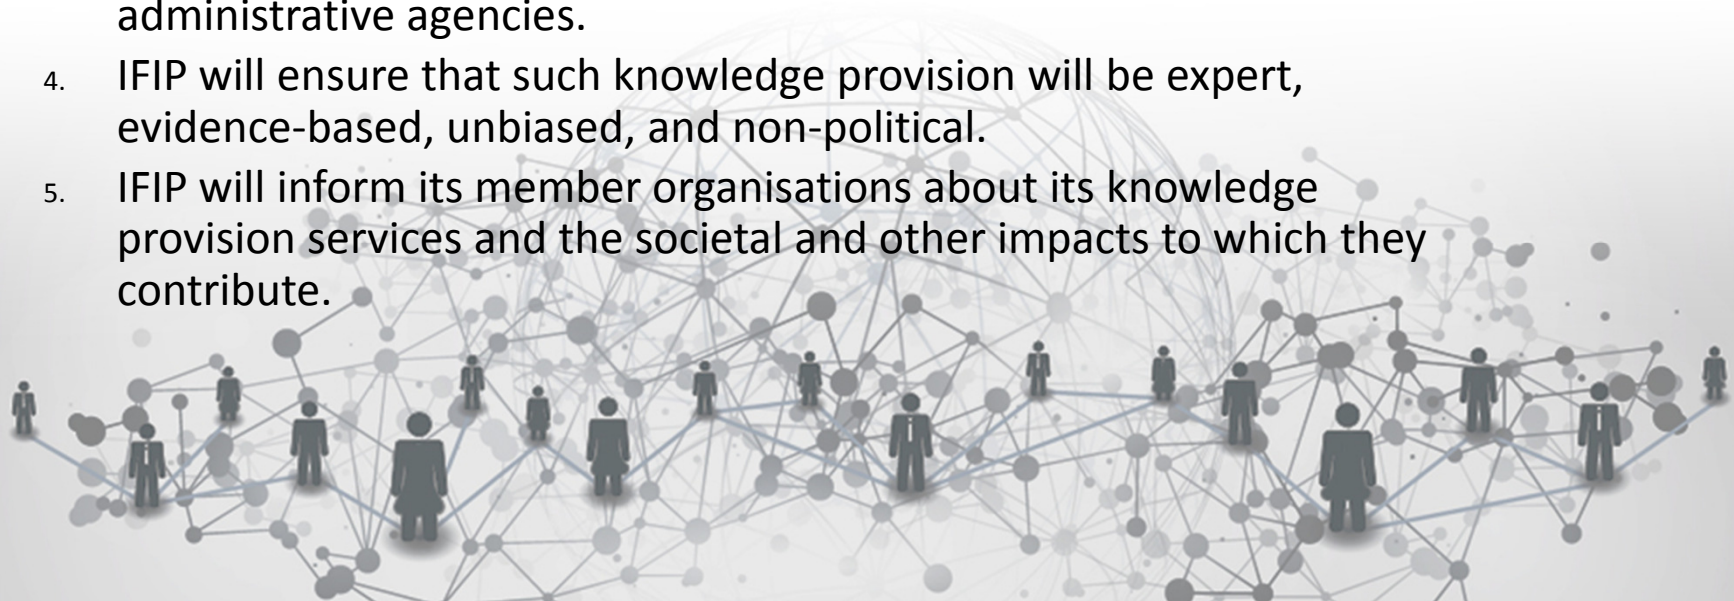 administrative agencies.
4. IFIP will ensure that such knowledge provision will be expert,
evidence-based, unbiased, and non-political.
5. IFIP will inform its member organisations about its knowledge
provision services and the societal and other impacts to which they
contribute.